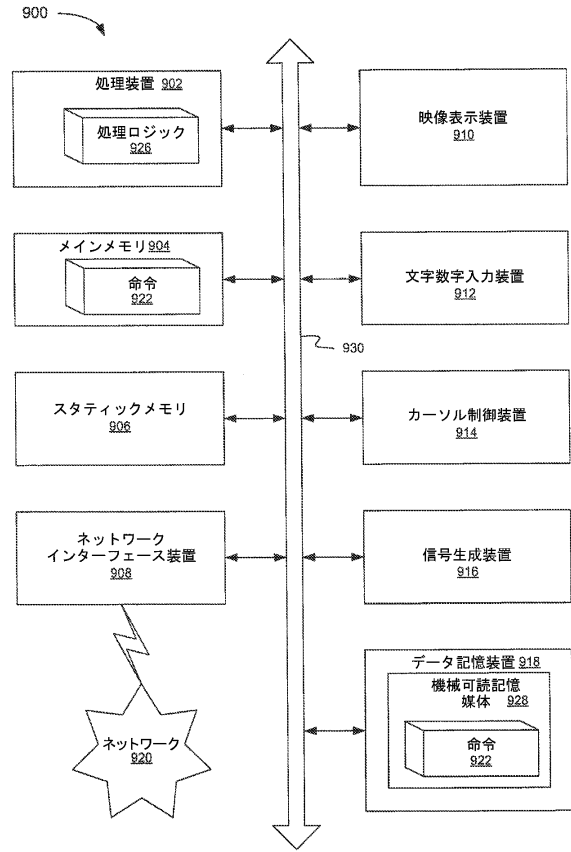 900
処理装置 902
処理ロジック
926
メインメモリ 904
命令
922
スタティックメモリ
906
ネットワーク
インターフェース装置
908
ネットワーク
920
930
映像表示装置
910
文字数字入力装置
912
カーソル制御装置
914
信号生成装置
916
データ記憶装置 918
機械可読記憶
媒体 928
命令
922